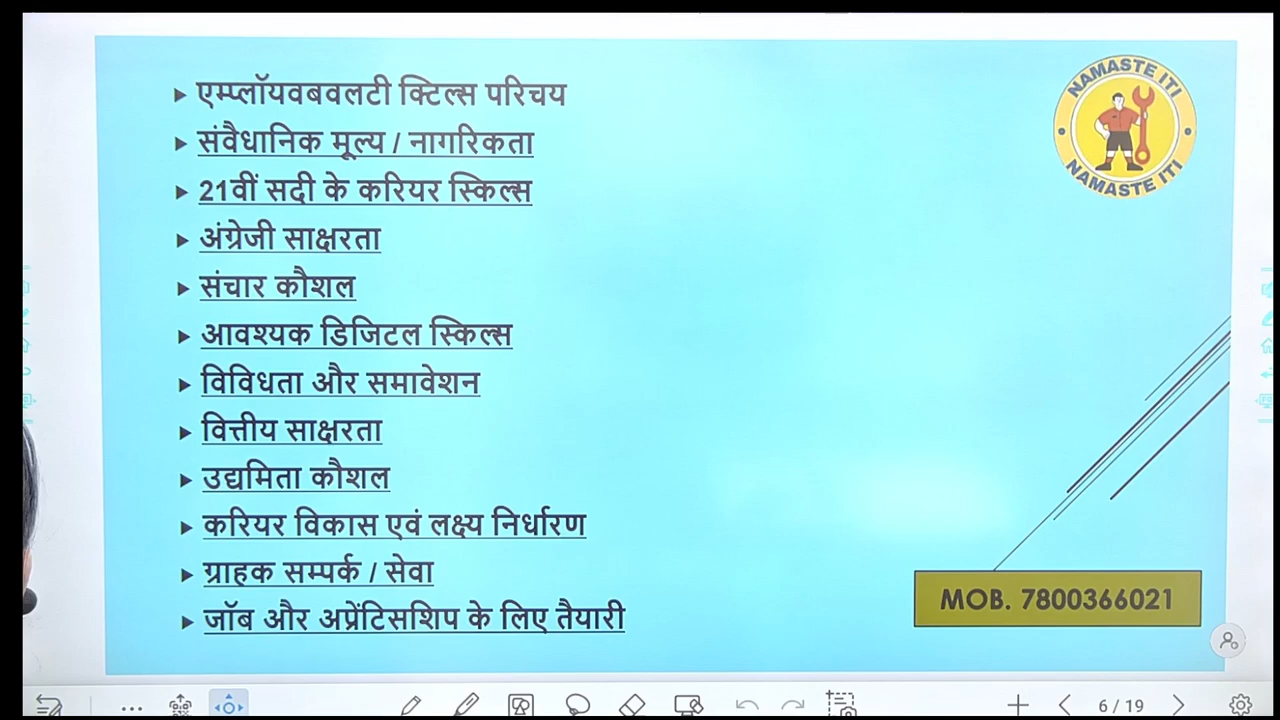 एम्प्लॉयवबवलटी क्टिल्स परिचय
संवैधानिक मूल्य / नागरिकता
21वीं सदी के करियर स्किल्स
अंग्रेजी साक्षरता
संचार कौशल
आवश्यक डिजिटल स्किल्स
विविधता और समावेशन
वित्तीय साक्षरता
उद्यमिता कौशल
करियर विकास एवं लक्ष्य निर्धारण
ग्राहक सम्पर्क / सेवा
जॉब और अप्रेंटिसशिप के लिए तैयारी
NAMASTE ITI
NAMASTE ITI
MOB. 7800366021
6 / 19